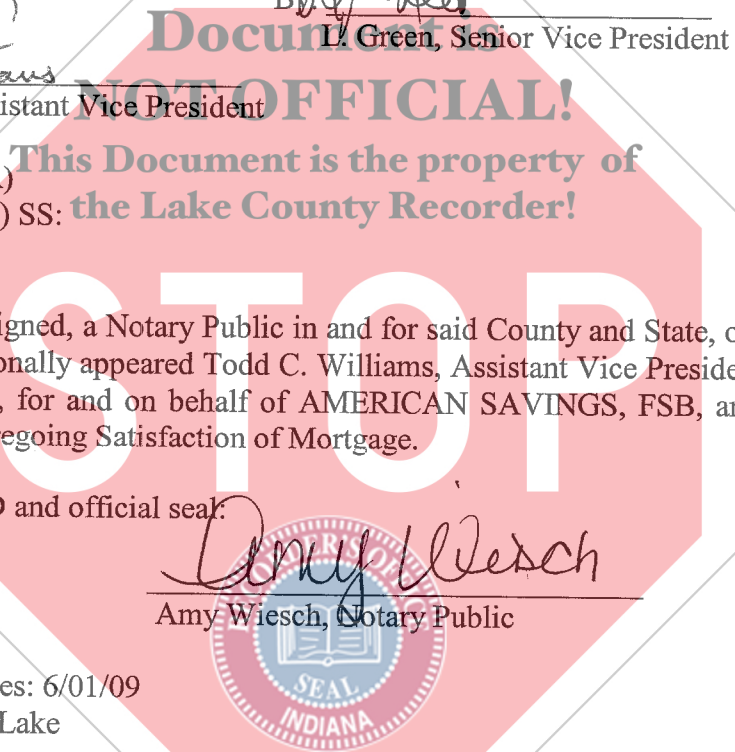 L. Green, Senior Vice President
Document is
istant Vice President
NOT OFFICIAL!
This Document is the property of
) SS: the Lake County Recorder!
STOP
igned, a Notary Public in and for said County and State, o
onally appeared Todd C. Williams, Assistant Vice Preside
, for and on behalf of AMERICAN SAVINGS, FSB, an
regoing Satisfaction of Mortgage.
and official seal:
Amy Wiesch
Amy Wiesch, Notary Public
RECORDER'S OFFICE
SEAL
INDIANA
es: 6/01/09
Lake